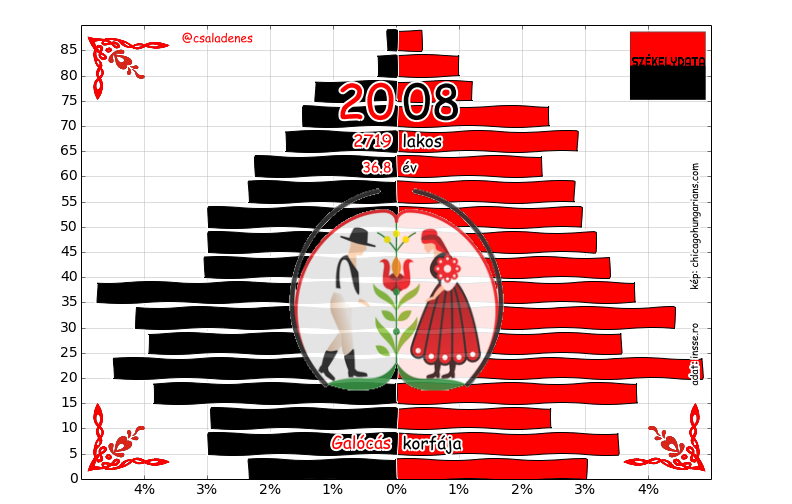 @csaladenes
SZÉKELYDATA
2008
2719 lakos
36.8 év
kép: chicagohungarians.com
adat: insse.ro
Galócás korfája
85
80
75
70
65
60
55
50
45
40
35
30
25
20
15
10
5
0
4% 3% 2% 1% 0% 1% 2% 3% 4%